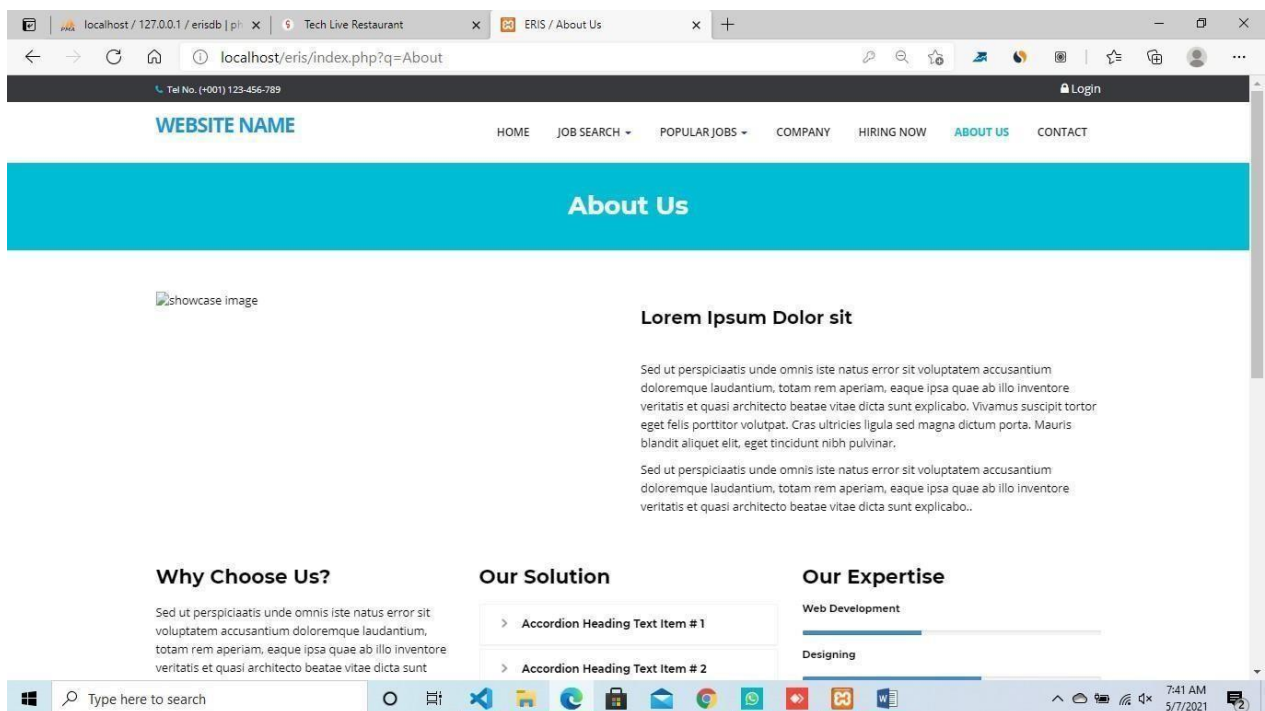 localhost / 127.0.0.1 / erisdb | ph
Tech Live Restaurant
ERIS / About Us
localhost/eris/index.php?q=About
Tel No. (+001) 123-456-789
Login
WEBSITE NAME
HOME JOB SEARCH POPULAR JOBS COMPANY HIRING NOW ABOUT US CONTACT
About Us
showcase image
Lorem Ipsum Dolor sit
Sed ut perspiciaatis unde omnis iste natus error sit voluptatem accusantium
doloremque laudantium, totam rem aperiam, eaque ipsa quae ab illo inventore
veritatis et quasi architecto beatae vitae dicta sunt explicabo. Vivamus suscipit tortor
eget felis porttitor volutpat. Cras ultricies ligula sed magna dictum porta. Mauris
blandit aliquet elit, eget tincidunt nibh pulvinar.
Sed ut perspiciaatis unde omnis iste natus error sit voluptatem accusantium
doloremque laudantium, totam rem aperiam, eaque ipsa quae ab illo inventore
veritatis et quasi architecto beatae vitae dicta sunt explicabo..
Why Choose Us?
Sed ut perspiciaatis unde omnis iste natus error sit
voluptatem accusantium doloremque laudantium,
totam rem aperiam, eaque ipsa quae ab illo inventore
veritatis et quasi architecto beatae vitae dicta sunt
Our Solution
Accordion Heading Text Item # 1
Accordion Heading Text Item # 2
Our Expertise
Web Development
Designing
Type here to search
7:41 AM
5/7/2021